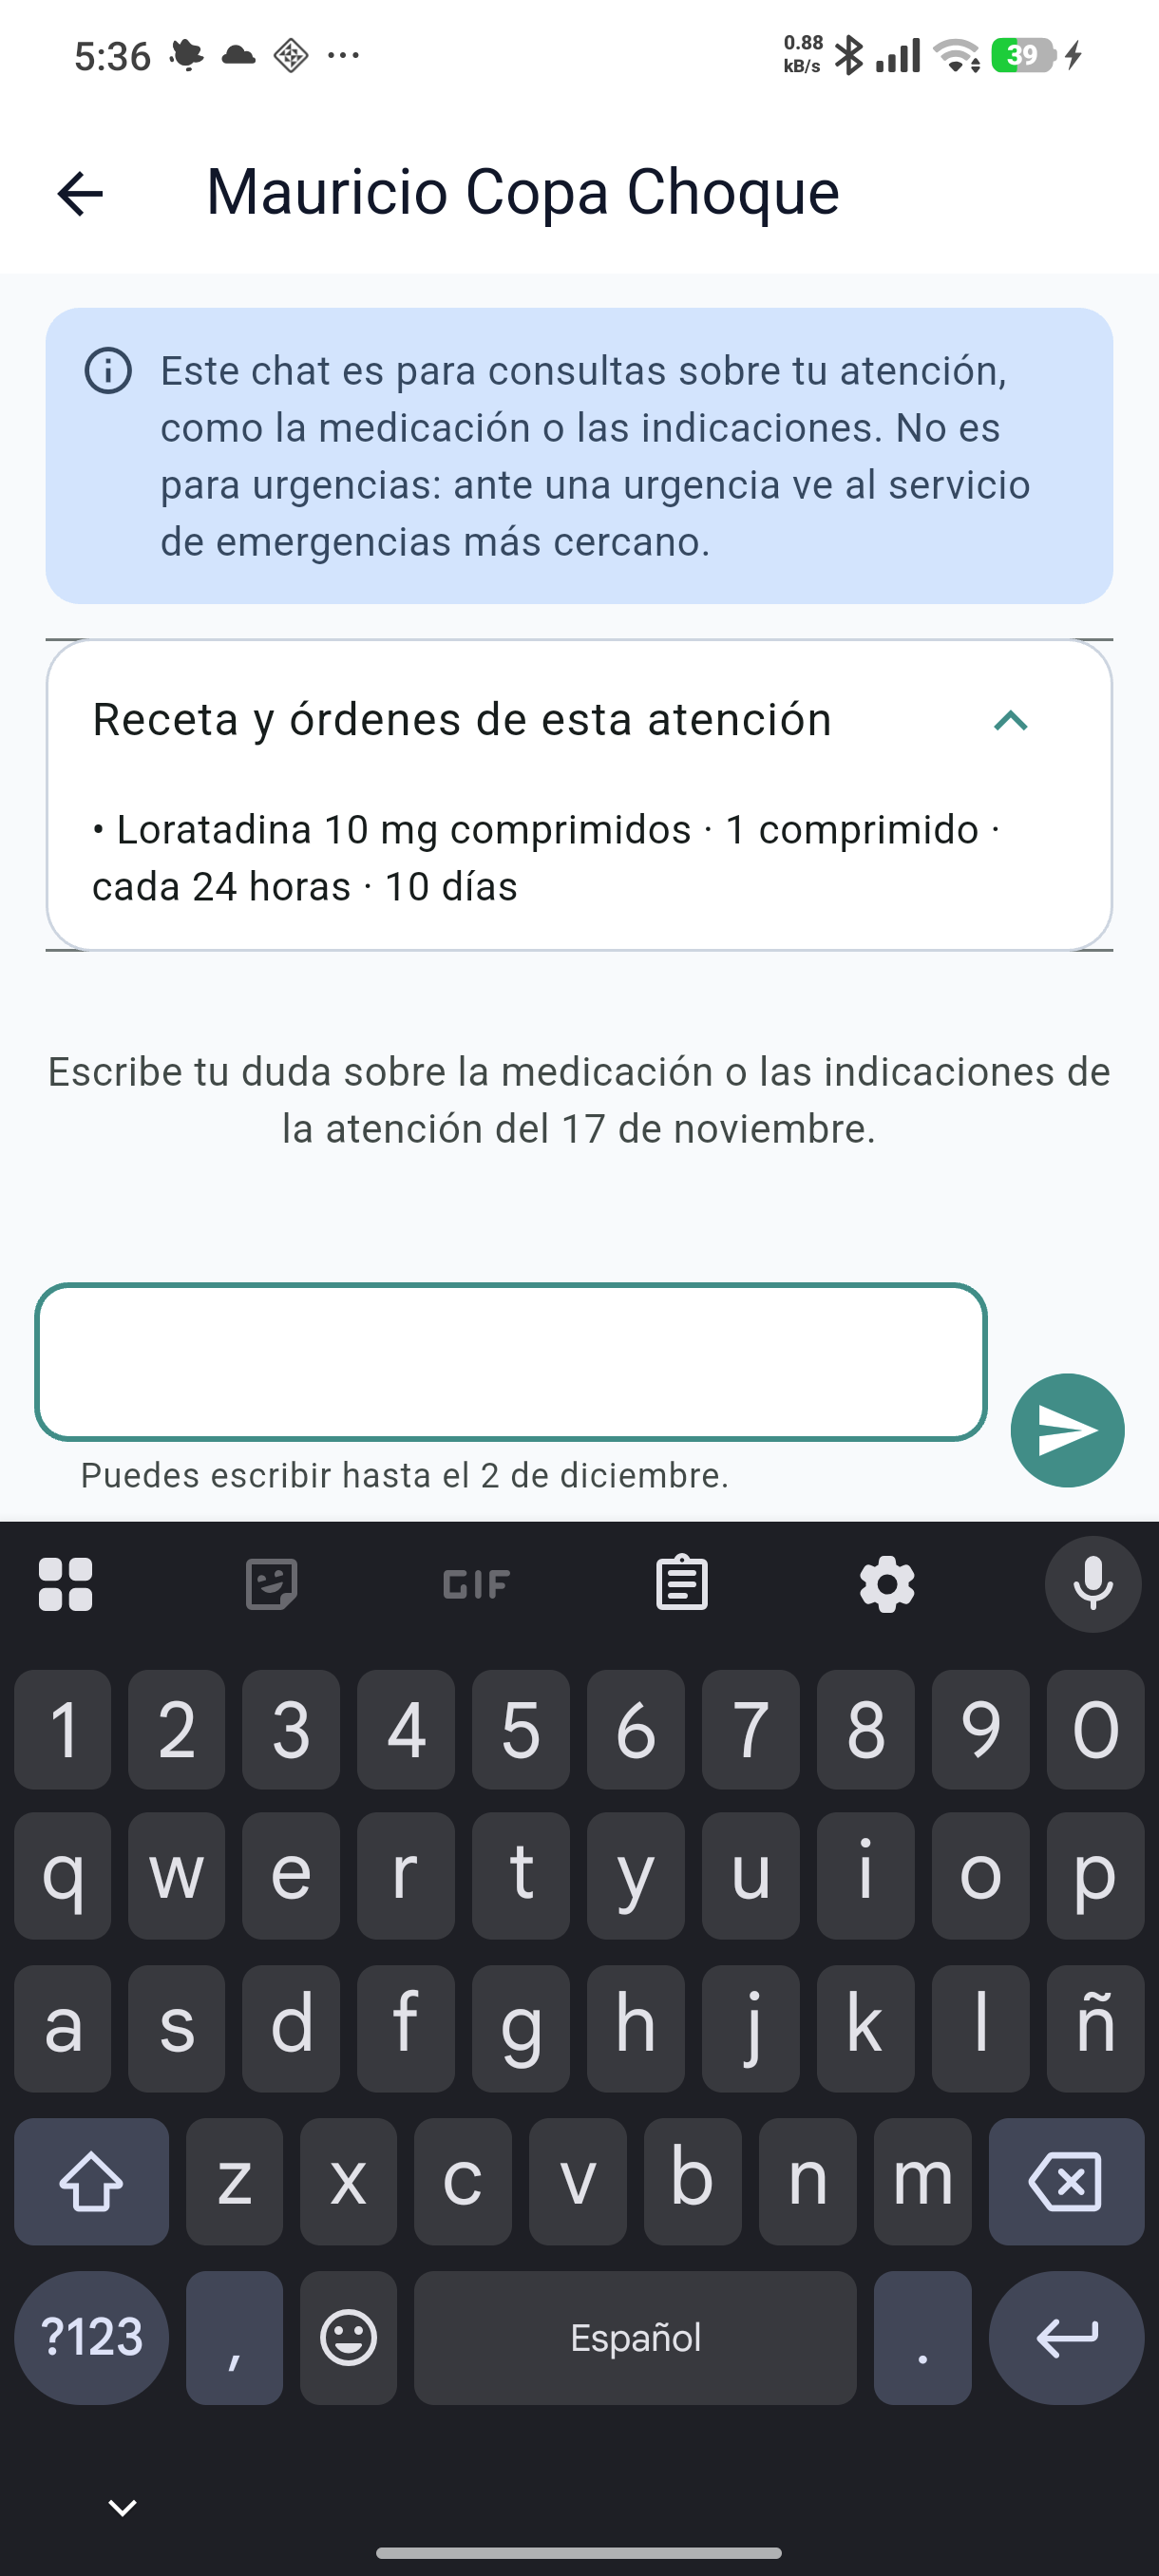 5:36
0.88
kB/s
39
Mauricio Copa Choque
Este chat es para consultas sobre tu atención,
como la medicación o las indicaciones. No es
para urgencias: ante una urgencia ve al servicio
de emergencias más cercano.
Receta y órdenes de esta atención
• Loratadina 10 mg comprimidos · 1 comprimido ·
cada 24 horas · 10 días
Escribe tu duda sobre la medicación o las indicaciones de
la atención del 17 de noviembre.
Puedes escribir hasta el 2 de diciembre.
GIF
1 2 3 4 5 6 7 8 9 0
q w e r t y u i o p
a s d f g h j k l ñ
z x c v b n m
?123 , Español .